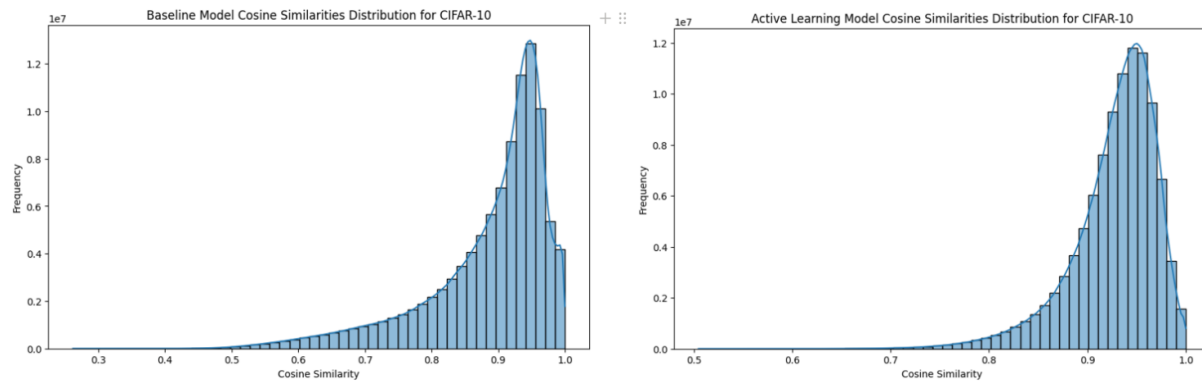 Baseline Model Cosine Similarities Distribution for CIFAR-10
1e7
1.2
1.0
0.8
0.6
0.4
0.2
0.0
Frequency
0.3 0.4 0.5 0.6 0.7 0.8 0.9 1.0
Cosine Similarity
Active Learning Model Cosine Similarities Distribution for CIFAR-10
1e7
1.2
1.0
0.8
0.6
0.4
0.2
0.0
Frequency
0.5 0.6 0.7 0.8 0.9 1.0
Cosine Similarity